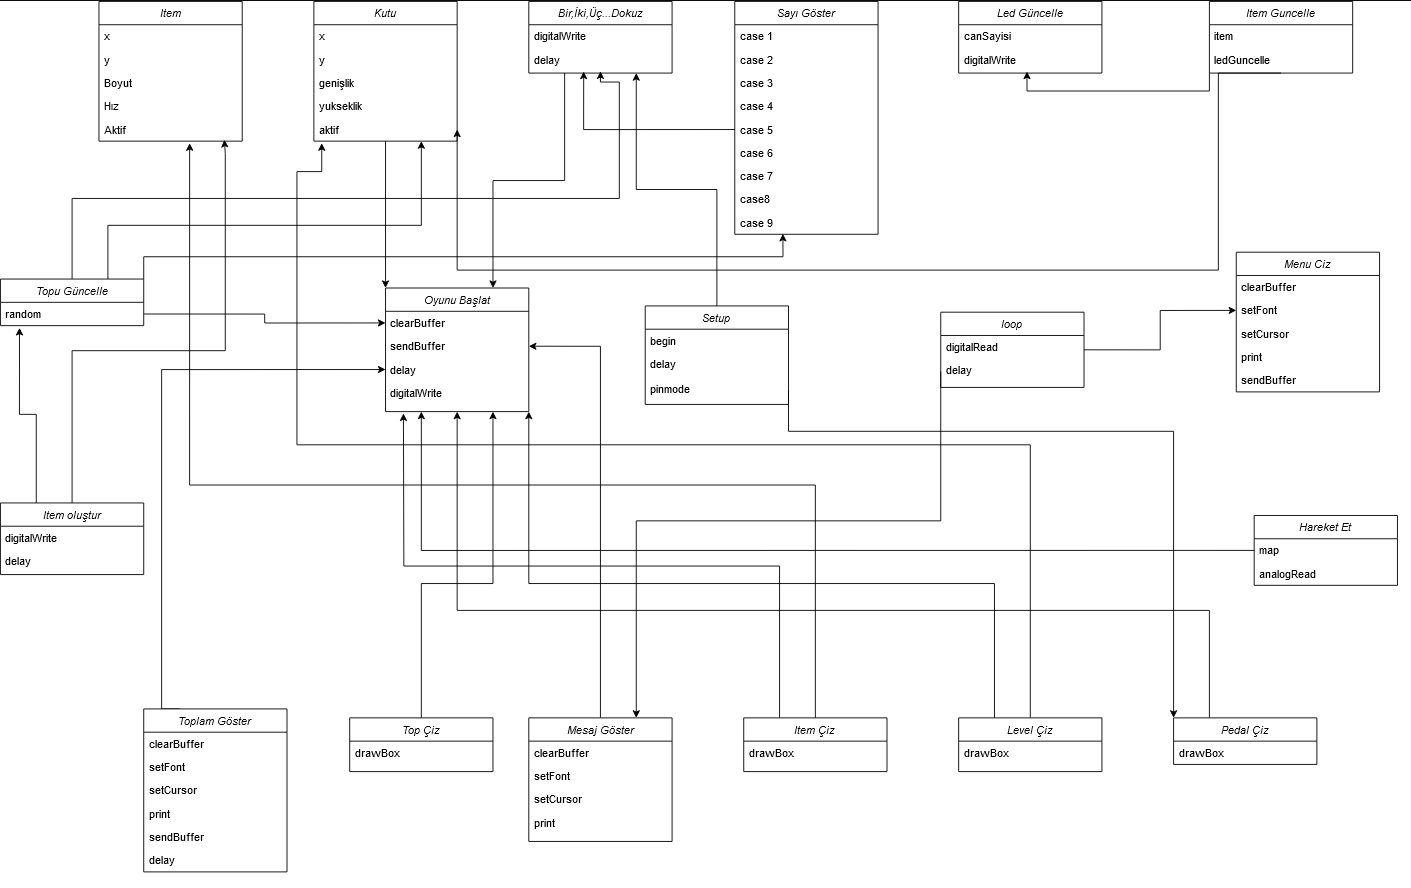 Item
x
y
Boyut
Hız
Aktif
Kutu
x
y
genişlik
yukseklik
aktif
Bir,İki,Üç...Dokuz
digitalWrite
delay
Sayı Göster
case 1
case 2
case 3
case 4
case 5
case 6
case 7
case8
case 9
Led Güncelle
canSayisi
digitalWrite
Item Guncelle
item
ledGuncelle
Topu Güncelle
random
Oyunu Başlat
clearBuffer
sendBuffer
delay
digitalWrite
Setup
begin
delay
pinmode
loop
digitalRead
delay
Menu Ciz
clearBuffer
setFont
setCursor
print
sendBuffer
Item oluştur
digitalWrite
delay
Hareket Et
map
analogRead
Toplam Göster
clearBuffer
setFont
setCursor
print
sendBuffer
delay
Top Çiz
drawBox
Mesaj Göster
clearBuffer
setFont
setCursor
print
Item Çiz
drawBox
Level Çiz
drawBox
Pedal Çiz
drawBox